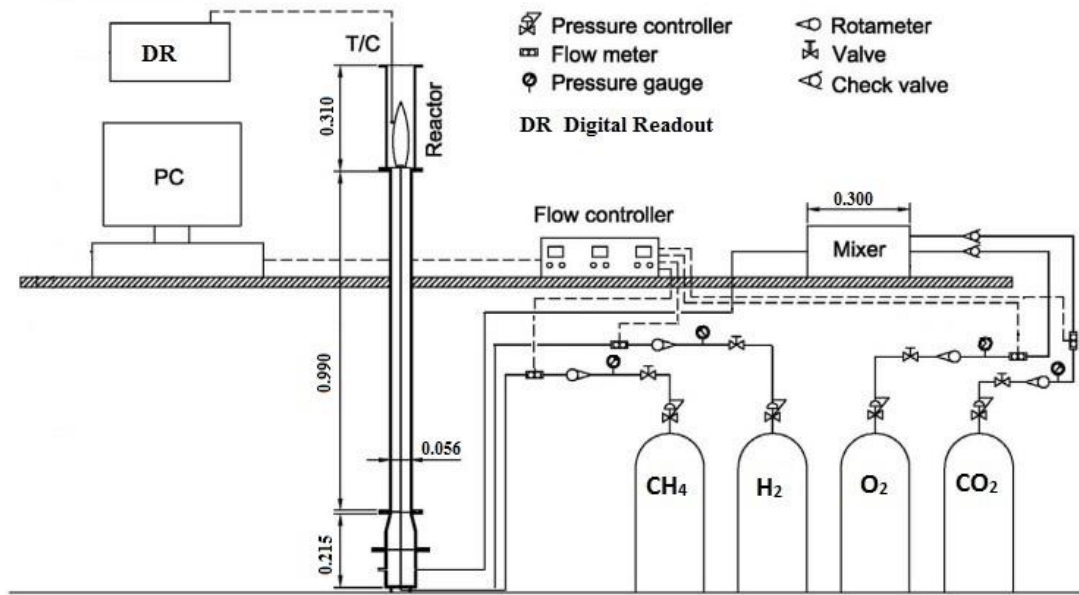 DR
T/C
Pressure controller
Flow meter
Pressure gauge
DR Digital Readout
Rotameter
Valve
Check valve
0.310
Reactor
PC
Flow controller
0.300
Mixer
0.990
0.056
0.215
CH₄
H₂
O₂
CO₂